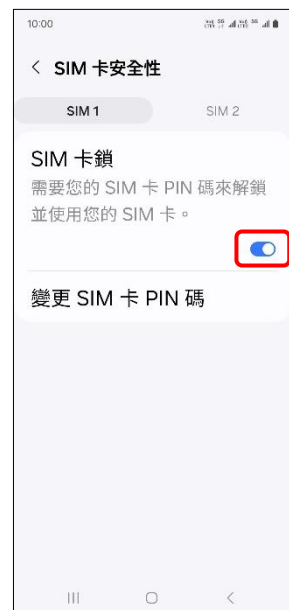 10:00
SIM 卡安全性
SIM 1 SIM 2
SIM 卡鎖
需要您的 SIM 卡 PIN 碼來解鎖
並使用您的 SIM 卡。
變更 SIM 卡 PIN 碼